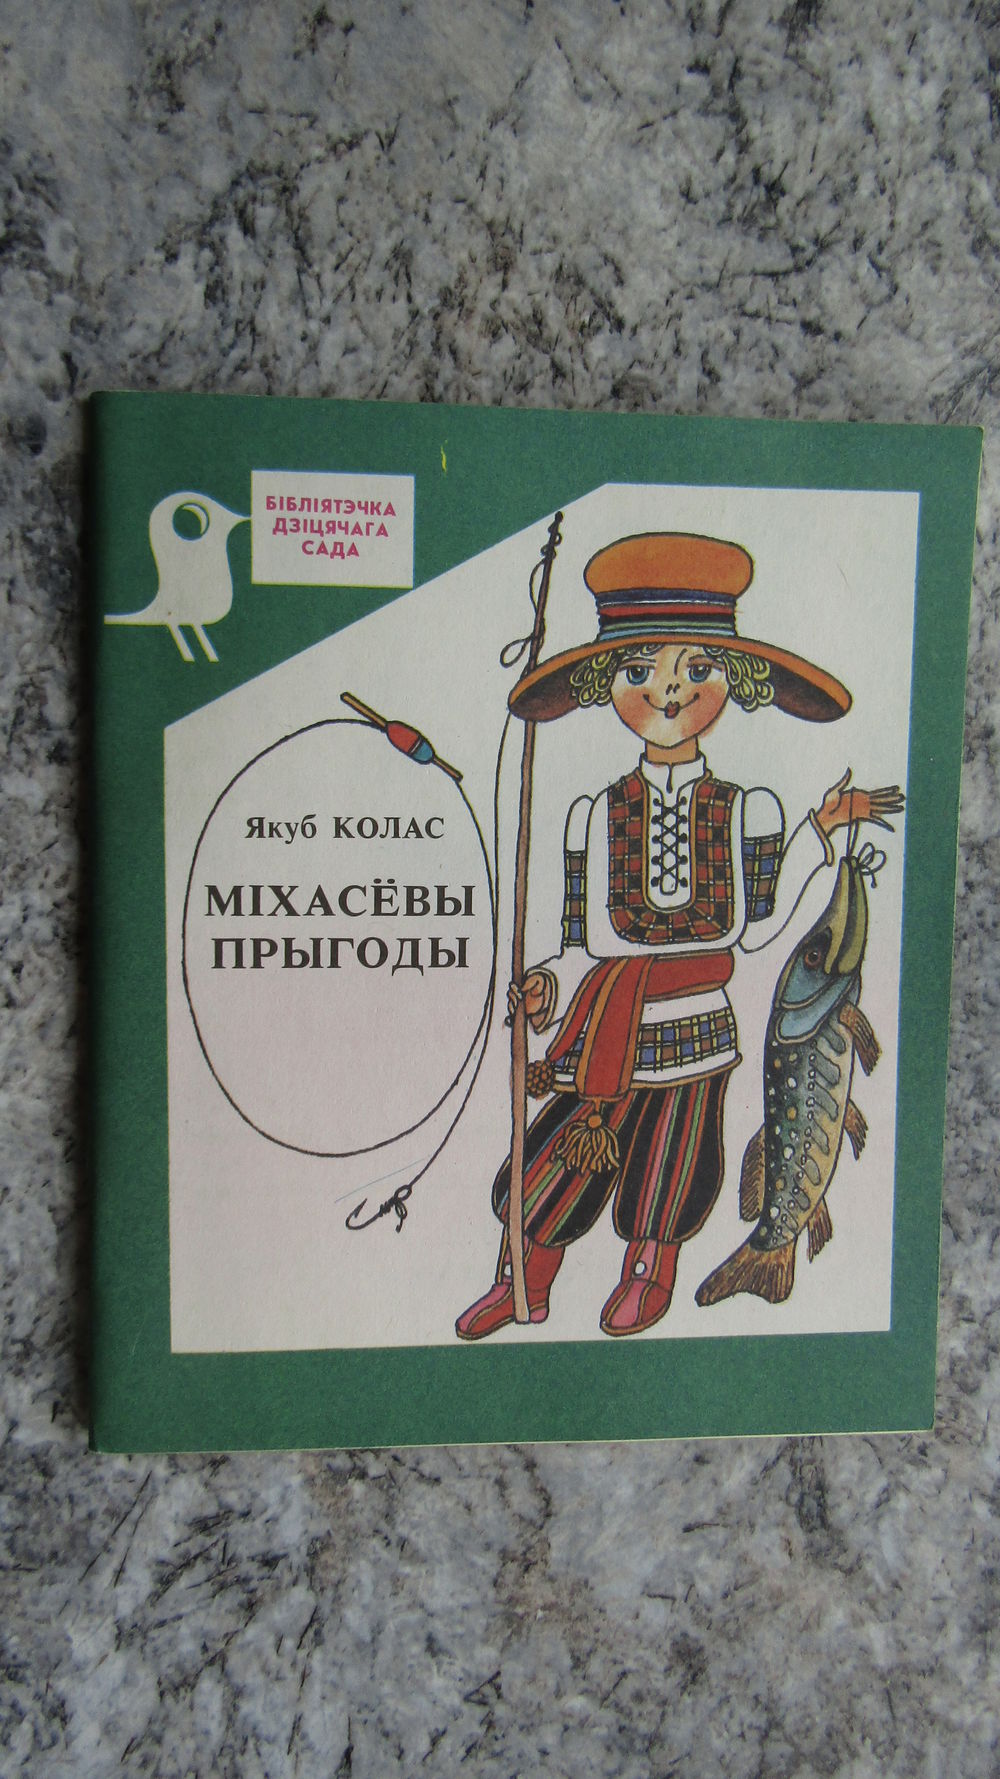 БІБЛІЯТЭЧКА
ДЗІЦЯЧАГА
САДА
Якуб КОЛАС
МІХАСЁВЫ
ПРЫГОДЫ